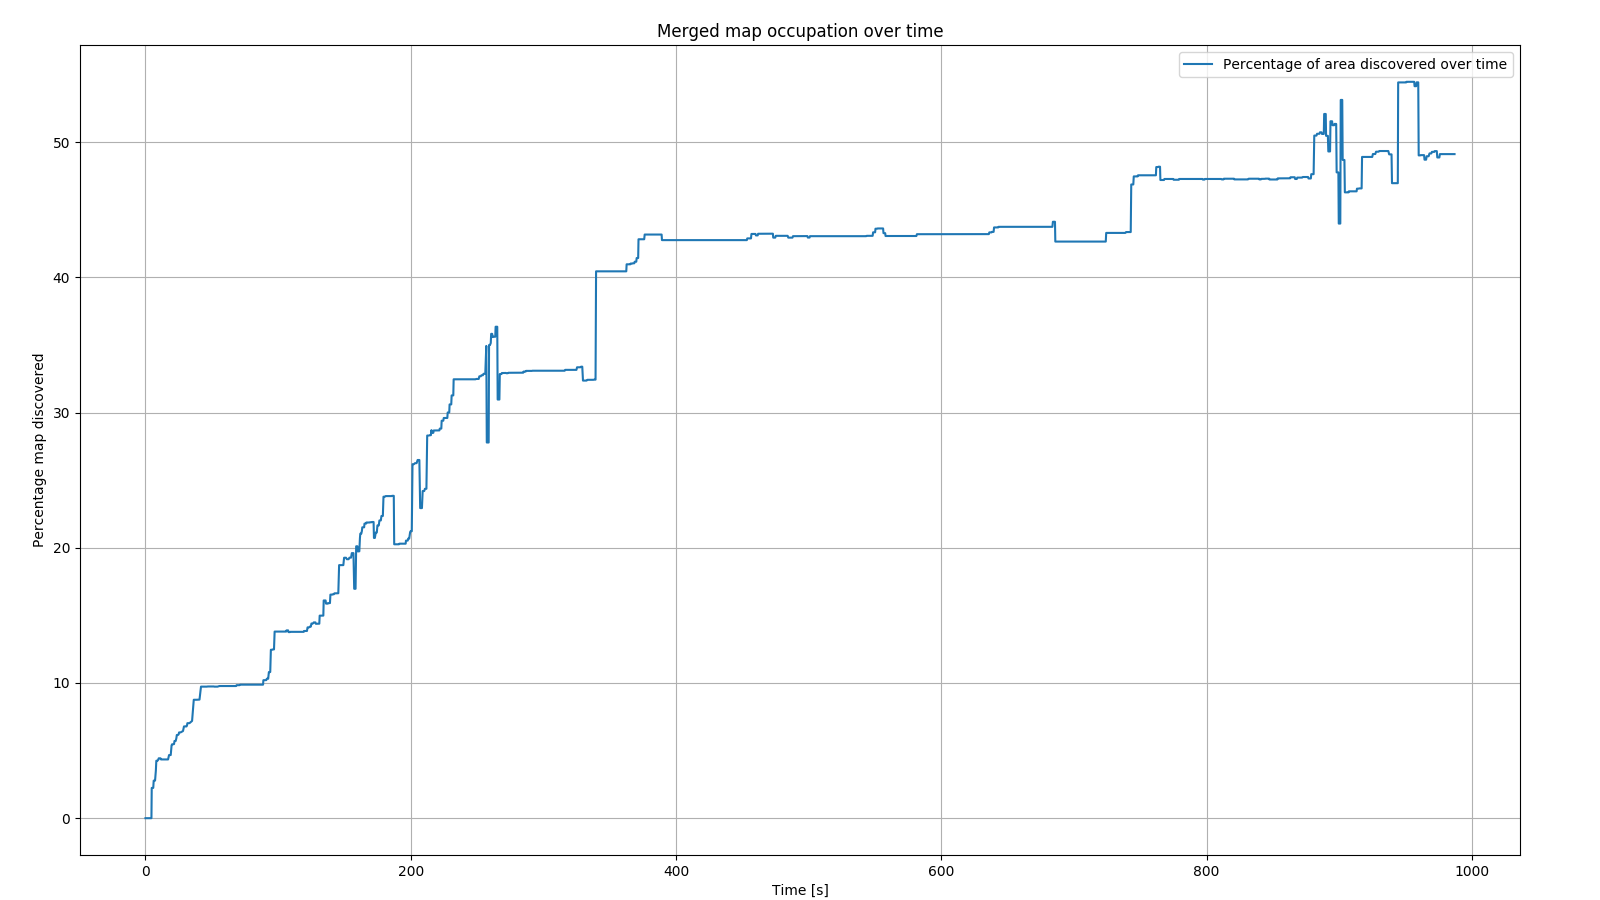 Merged map occupation over time
Percentage of area discovered over time
Percentage map discovered
50
40
30
20
10
0
0 200 400 600 800 1000
Time [s]